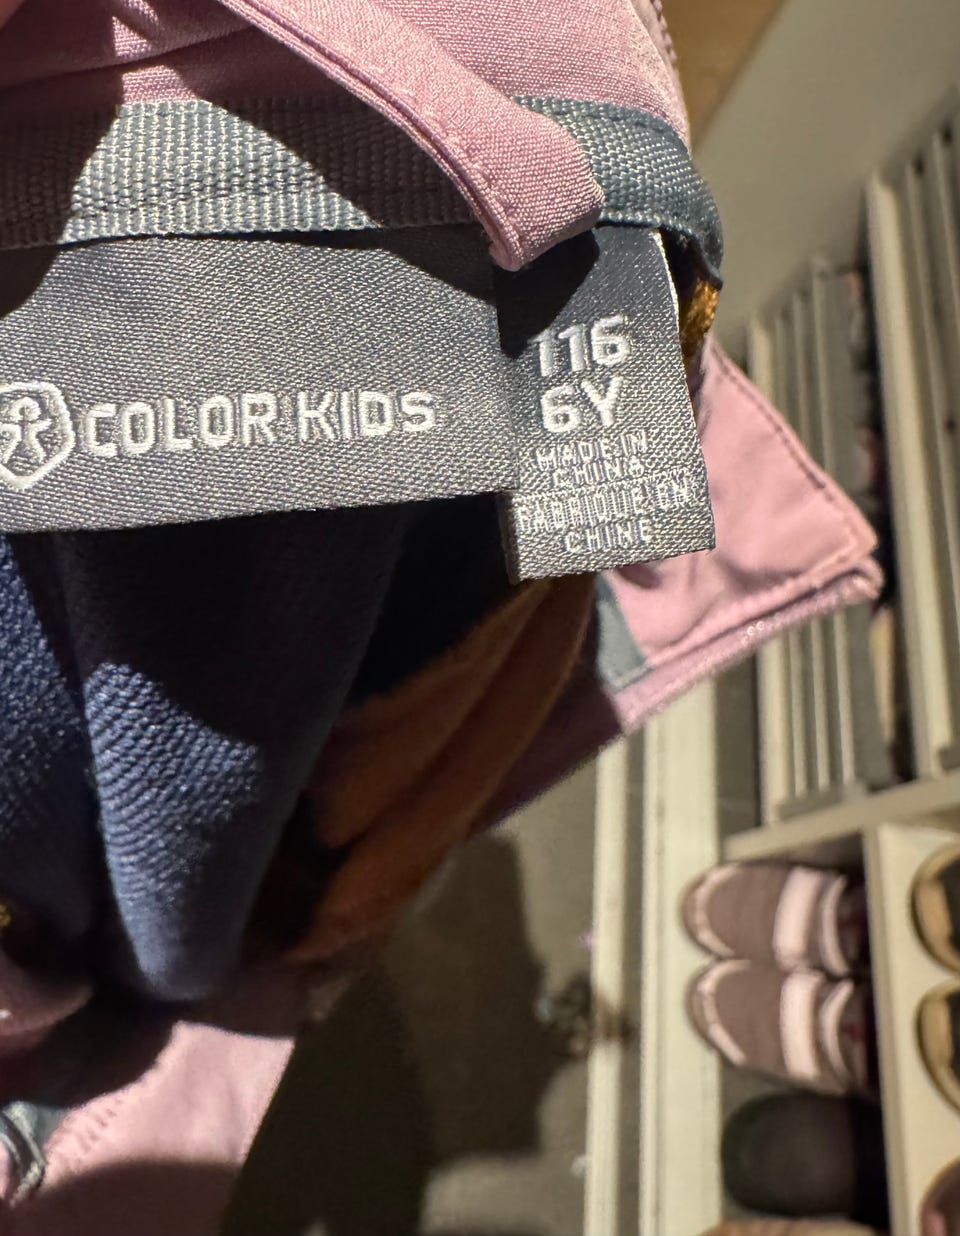 COLOR KIDS
116
6Y
MADE IN
CHINA
FABRIQUE EN
CHINE